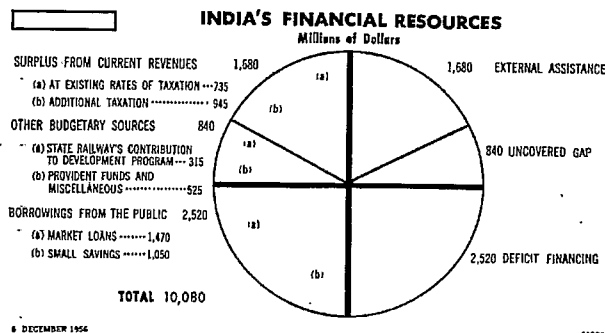 INDIA'S FINANCIAL RESOURCES
Millions of Dollars
SURPLUS FROM CURRENT REVENUES 1,680
(a) AT EXISTING RATES OF TAXATION ···735
(b) ADDITIONAL TAXATION ··············· 945
OTHER BUDGETARY SOURCES 840
(a) STATE RAILWAY'S CONTRIBUTION
TO DEVELOPMENT PROGRAM··· 315
(b) PROVIDENT FUNDS AND
MISCELLANEOUS ················525
BORROWINGS FROM THE PUBLIC 2,520
(a) MARKET LOANS ·······1,470
(b) SMALL SAVINGS ······1,050
TOTAL 10,080
(a)
(b)
(a)
(b)
(a)
(b)
1,680 EXTERNAL ASSISTANCE
840 UNCOVERED GAP
2,520 DEFICIT FINANCING
6 DECEMBER 1956